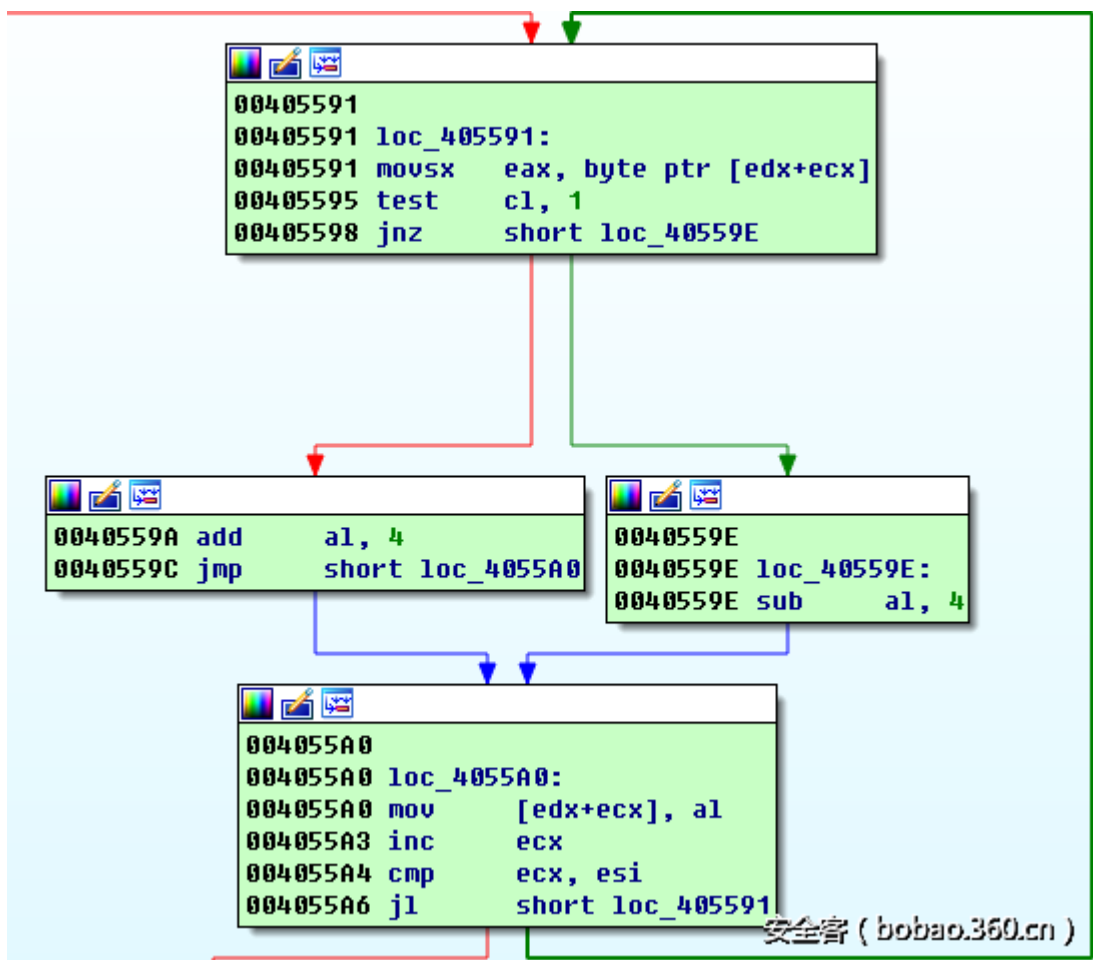 00405591
00405591 loc_405591:
00405591 movsx eax, byte ptr [edx+ecx]
00405595 test cl, 1
00405598 jnz short loc_40559E
0040559A add al, 4
0040559C jmp short loc_4055A0
0040559E
0040559E loc_40559E:
0040559E sub al, 4
004055A0
004055A0 loc_4055A0:
004055A0 mov [edx+ecx], al
004055A3 inc ecx
004055A4 cmp ecx, esi
004055A6 jl short loc_405591
安全客 ( bobao.360.cn )